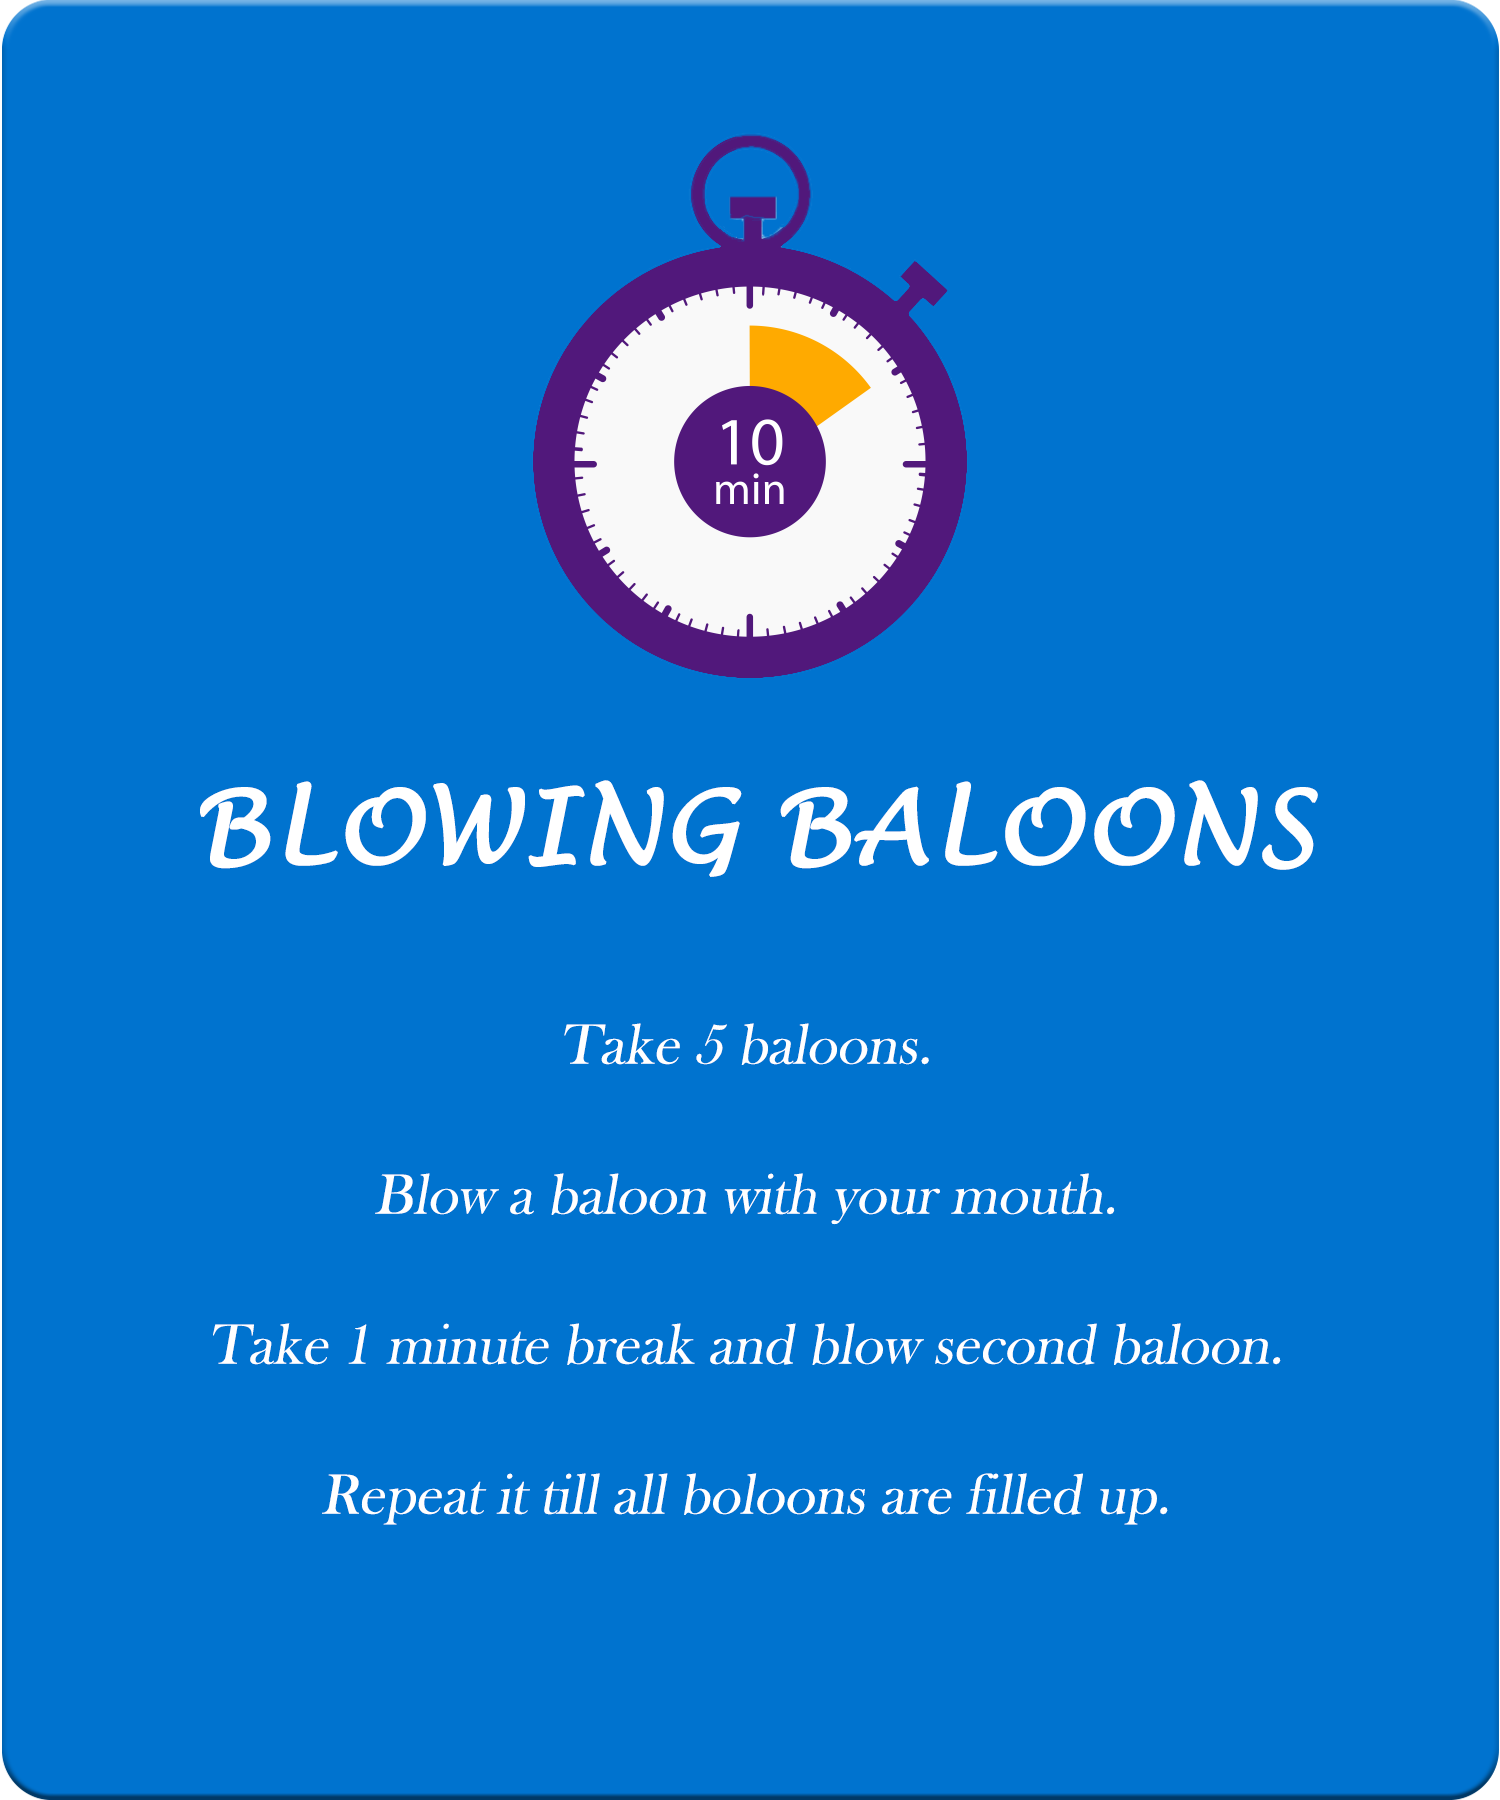 10
min
BLOWING BALOONS
Take 5 baloons.
Blow a baloon with your mouth.
Take 1 minute break and blow second baloon.
Repeat it till all boloons are filled up.